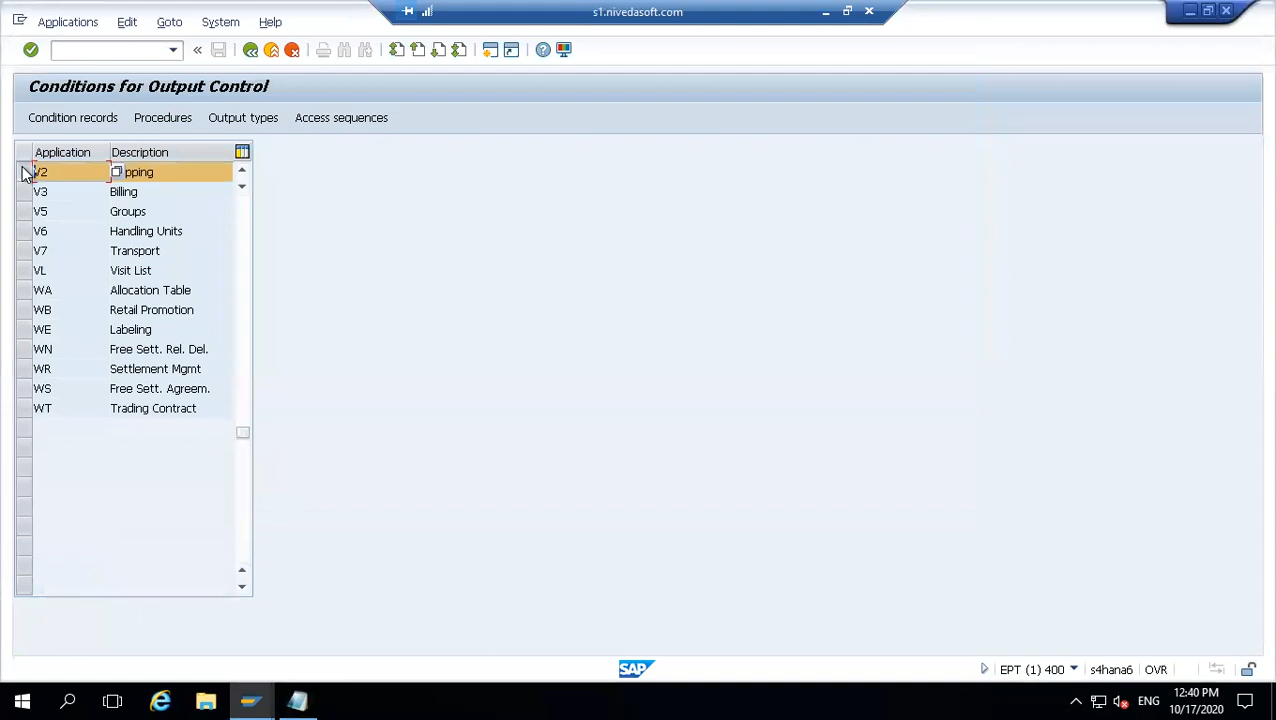 s1.nivedasoft.com
Applications Edit Goto System Help
Conditions for Output Control
Condition records Procedures Output types Access sequences
Application Description
V2 pping
V3 Billing
V5 Groups
V6 Handling Units
V7 Transport
VL Visit List
WA Allocation Table
WB Retail Promotion
WE Labeling
WN Free Sett. Rel. Del.
WR Settlement Mgmt
WS Free Sett. Agreem.
WT Trading Contract
SAP
EPT (1) 400 s4hana6 OVR
ENG
12:40 PM
10/17/2020